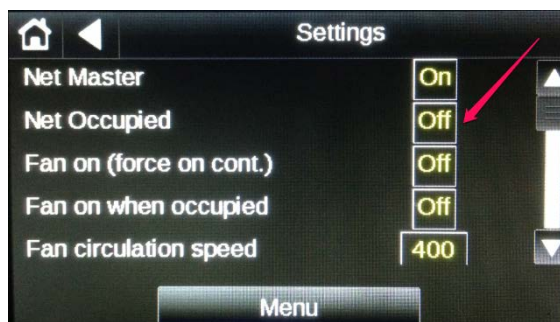 Settings
Net Master On
Net Occupied Off
Fan on (force on cont.) Off
Fan on when occupied Off
Fan circulation speed 400
Menu